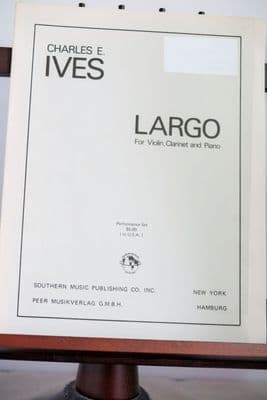 CHARLES E.
IVES
LARGO
For Violin, Clarinet and Piano
Performance Set
( in U.S.A. )
SOUTHERN MUSIC PUBLISHING CO. INC.
NEW YORK
PEER MUSIKVERLAG G.M.B.H.
HAMBURG